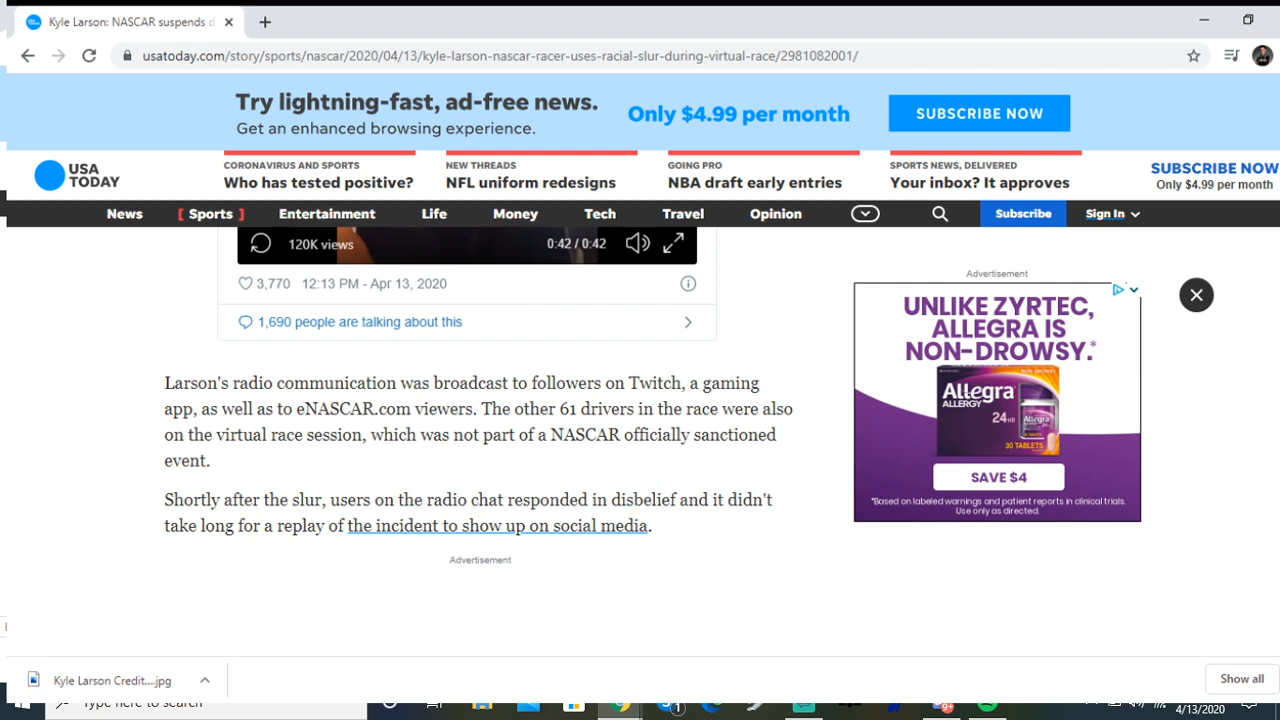 Kyle Larson: NASCAR suspends d
usatoday.com/story/sports/nascar/2020/04/13/kyle-larson-nascar-racer-uses-racial-slur-during-virtual-race/2981082001/
Try lightning-fast, ad-free news.
Get an enhanced browsing experience.
Only $4.99 per month
SUBSCRIBE NOW
USA
TODAY
CORONAVIRUS AND SPORTS
Who has tested positive?
NEW THREADS
NFL uniform redesigns
GOING PRO
NBA draft early entries
SPORTS NEWS, DELIVERED
Your inbox? It approves
SUBSCRIBE NOW
Only $4.99 per month
News [ Sports ] Entertainment Life Money Tech Travel Opinion Subscribe Sign In
120K views 0:42 / 0:42
3,770 12:13 PM - Apr 13, 2020
1,690 people are talking about this
Larson's radio communication was broadcast to followers on Twitch, a gaming
app, as well as to eNASCAR.com viewers. The other 61 drivers in the race were also
on the virtual race session, which was not part of a NASCAR officially sanctioned
event.
Shortly after the slur, users on the radio chat responded in disbelief and it didn't
take long for a replay of the incident to show up on social media.
Advertisement
Advertisement
UNLIKE ZYRTEC,
ALLEGRA IS
NON-DROWSY.*
Allegra
ALLERGY
24 HR
Allegra
30 TABLETS
SAVE $4
*Based on labeled warnings and patient reports in clinical trials.
Use only as directed.
Kyle Larson Credit....jpg
Show all
Type here to search
4/13/2020